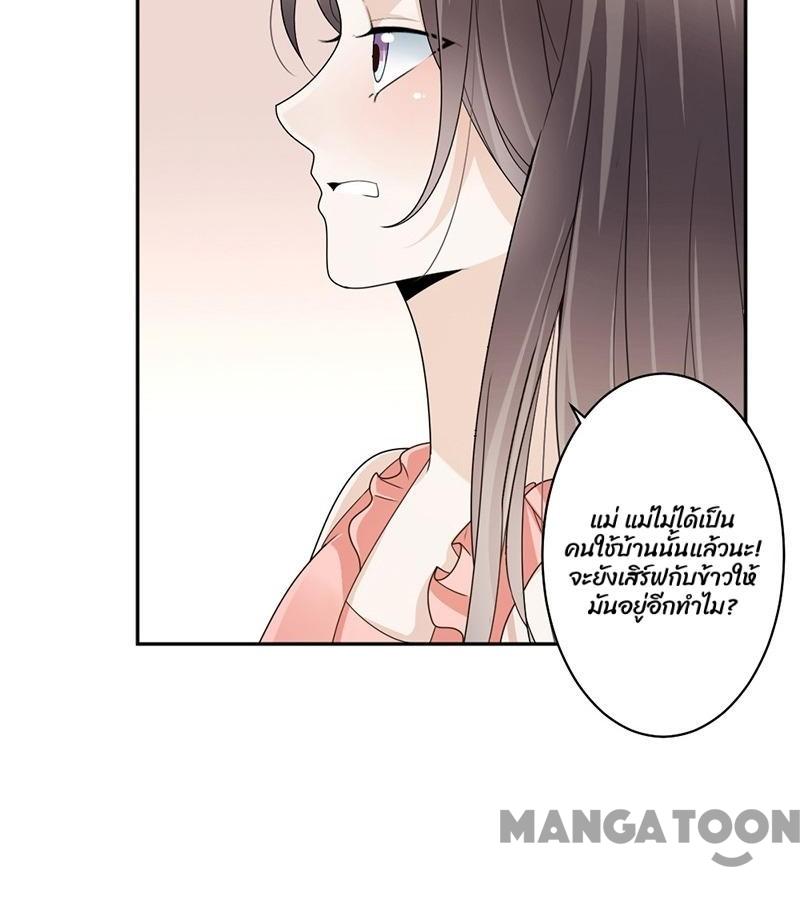 แม่ แม่ไม่ได้เป็น
คนใช้บ้านนั้นแล้วนะ!
จะยังเสิร์ฟกับข้าวให้
มันอยู่อีกทำไม?
MANGATOON